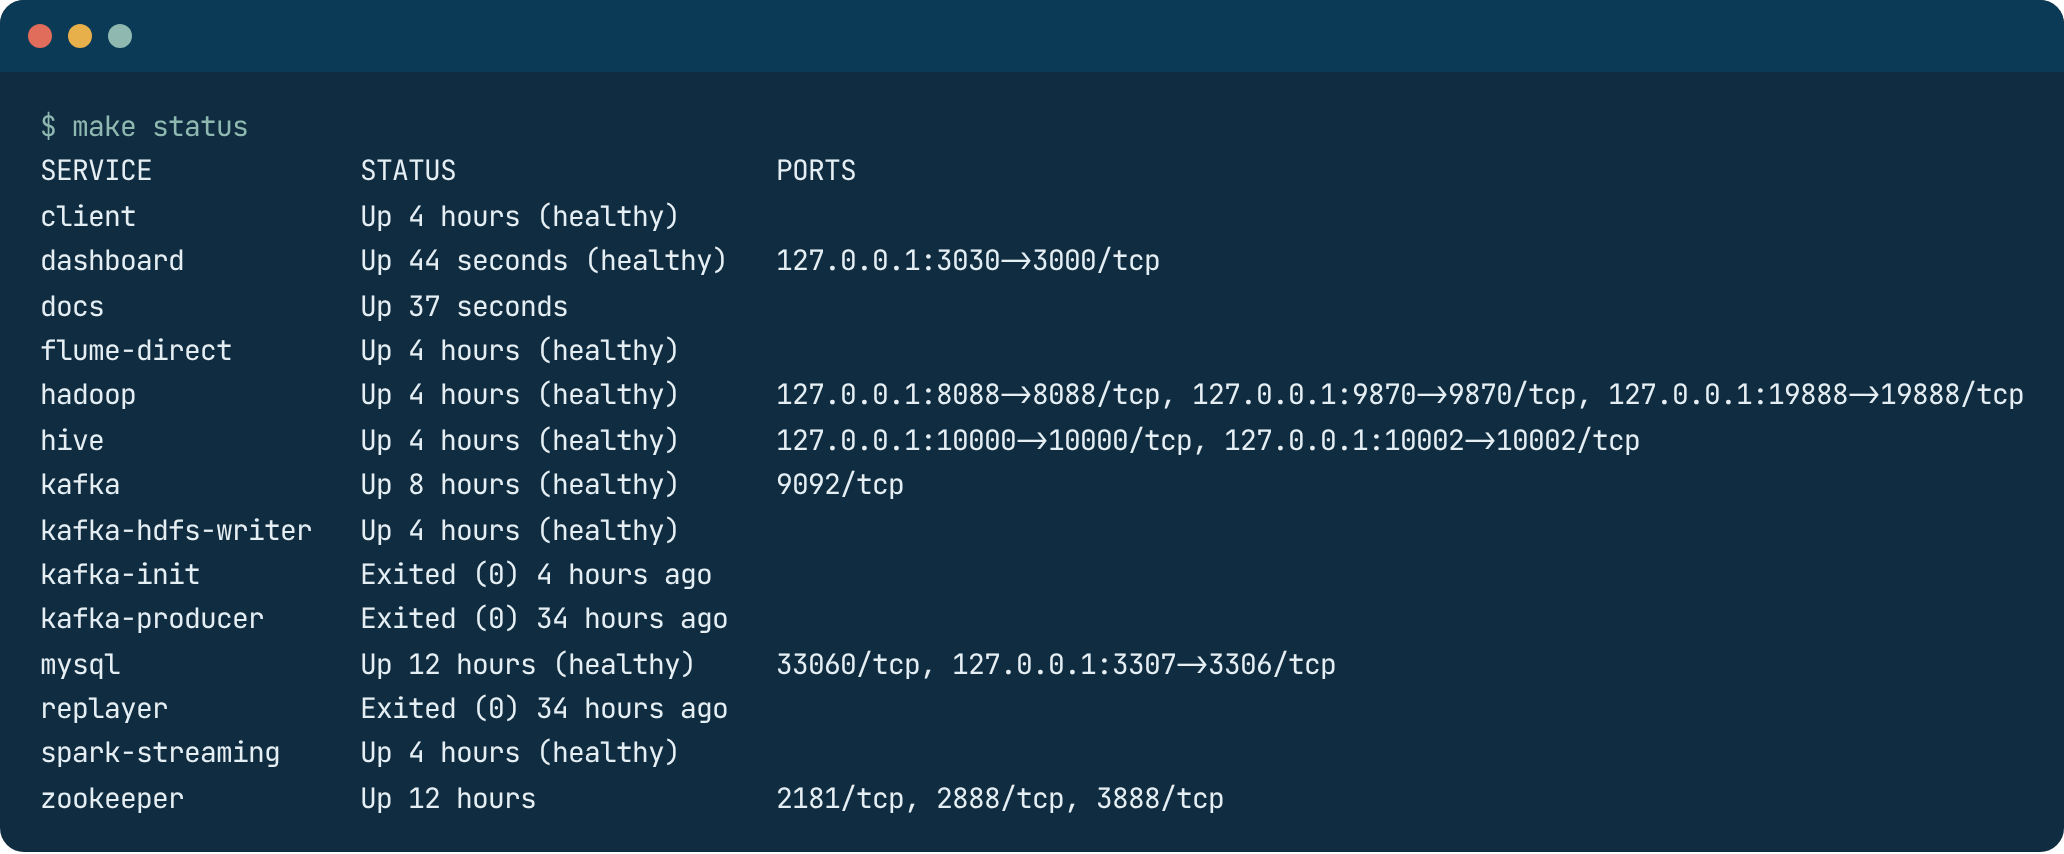 $ make status
SERVICE             STATUS                    PORTS
client              Up 4 hours (healthy)
dashboard           Up 44 seconds (healthy)   127.0.0.1:3030->3000/tcp
docs                Up 37 seconds
flume-direct        Up 4 hours (healthy)
hadoop              Up 4 hours (healthy)      127.0.0.1:8088->8088/tcp, 127.0.0.1:9870->9870/tcp, 127.0.0.1:19888->19888/tcp
hive                Up 4 hours (healthy)      127.0.0.1:10000->10000/tcp, 127.0.0.1:10002->10002/tcp
kafka               Up 8 hours (healthy)      9092/tcp
kafka-hdfs-writer   Up 4 hours (healthy)
kafka-init          Exited (0) 4 hours ago
kafka-producer      Exited (0) 34 hours ago
mysql               Up 12 hours (healthy)     33060/tcp, 127.0.0.1:3307->3306/tcp
replayer            Exited (0) 34 hours ago
spark-streaming     Up 4 hours (healthy)
zookeeper           Up 12 hours               2181/tcp, 2888/tcp, 3888/tcp